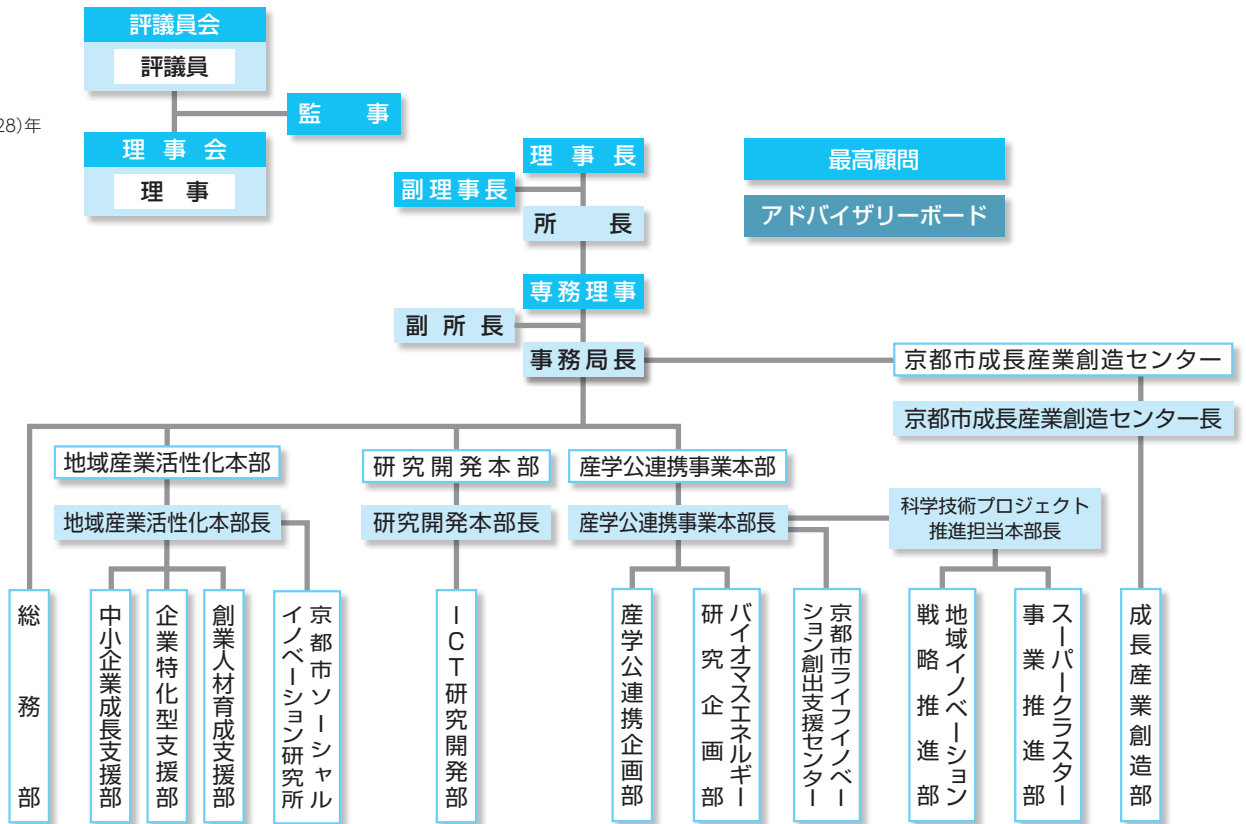 評議員会
評議員
28)年
監事
理事会
理事
理事長
副理事長
所長
専務理事
副所長
事務局長
最高顧問
アドバイザリーボード
京都市成長産業創造センター
京都市成長産業創造センター長
地域産業活性化本部
地域産業活性化本部長
研究開発本部
研究開発本部長
産学公連携事業本部
産学公連携事業本部長
科学技術プロジェクト
推進担当本部長
総務部
中小企業成長支援部
企業特化型支援部
創業人材育成支援部
京都市ソーシャル
イノベーション研究所
ICT研究開発部
産学公連携企画部
バイオマスエネルギー
研究企画部
京都市ライフイノベー
ション創出支援センター
地域イノベーション
戦略推進部
スーパークラスター
事業推進部
成長産業創造部